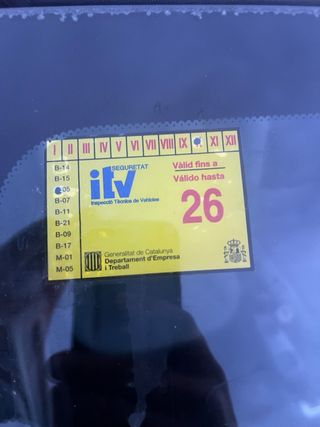 I II III IV V VI VII VIII IX XI XII
B-14
B-15
B-07
B-11
B-21
B-09
B-17
M-01
M-05
SEGURETAT
itv
Inspecció Tècnica de Vehicles
Vàlid fins a
Válido hasta
26
Generalitat de Catalunya
Departament d'Empresa
i Treball